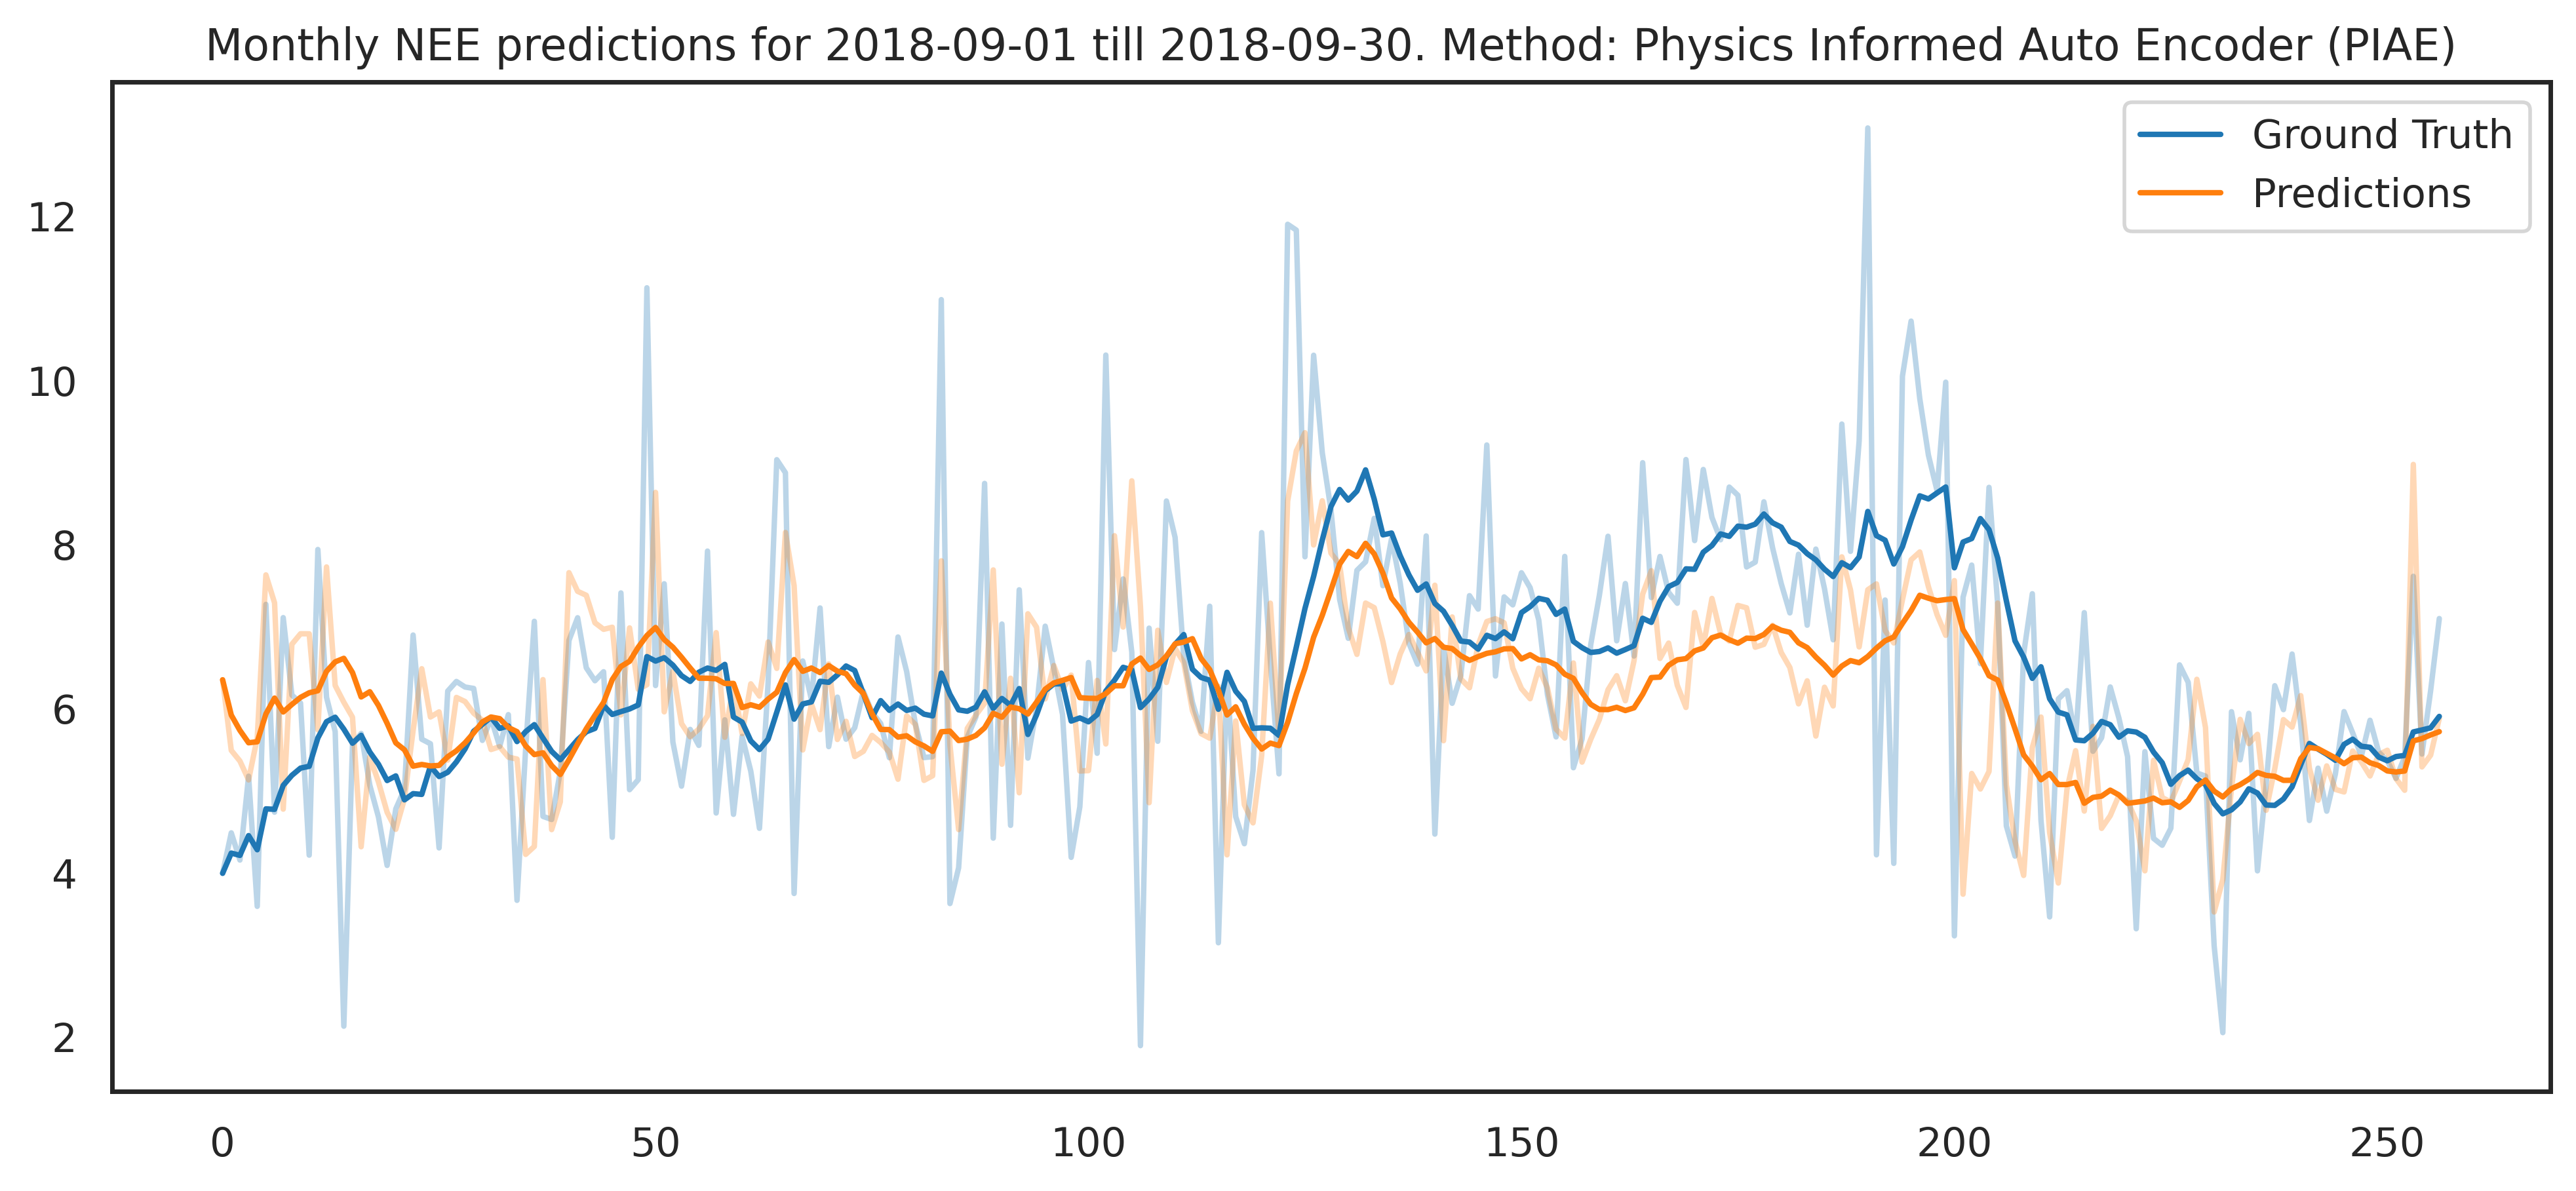 Monthly NEE predictions for 2018-09-01 till 2018-09-30. Method: Physics Informed Auto Encoder (PIAE)
Ground Truth
Predictions
12
10
8
6
4
2
0 50 100 150 200 250